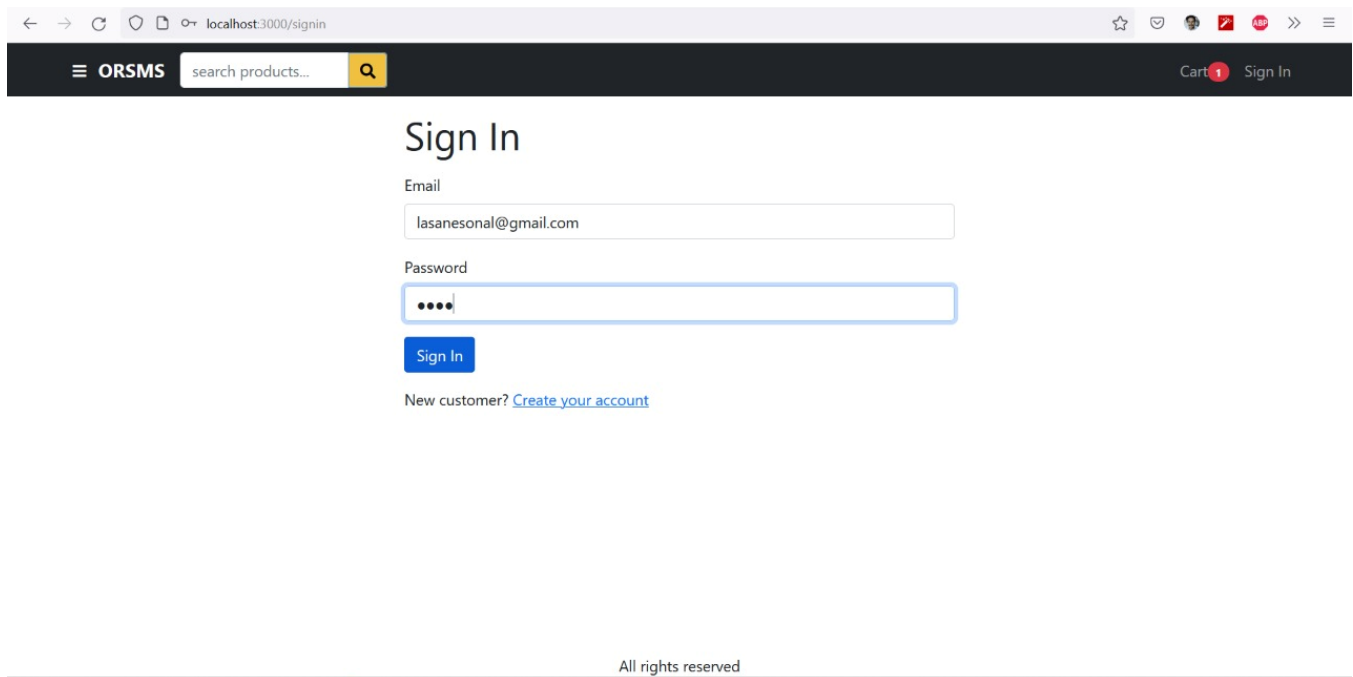 localhost:3000/signin
ABP
ORSMS search products... Cart 1 Sign In
Sign In
Email
lasanesonal@gmail.com
Password
●●●●
Sign In
New customer? Create your account
All rights reserved